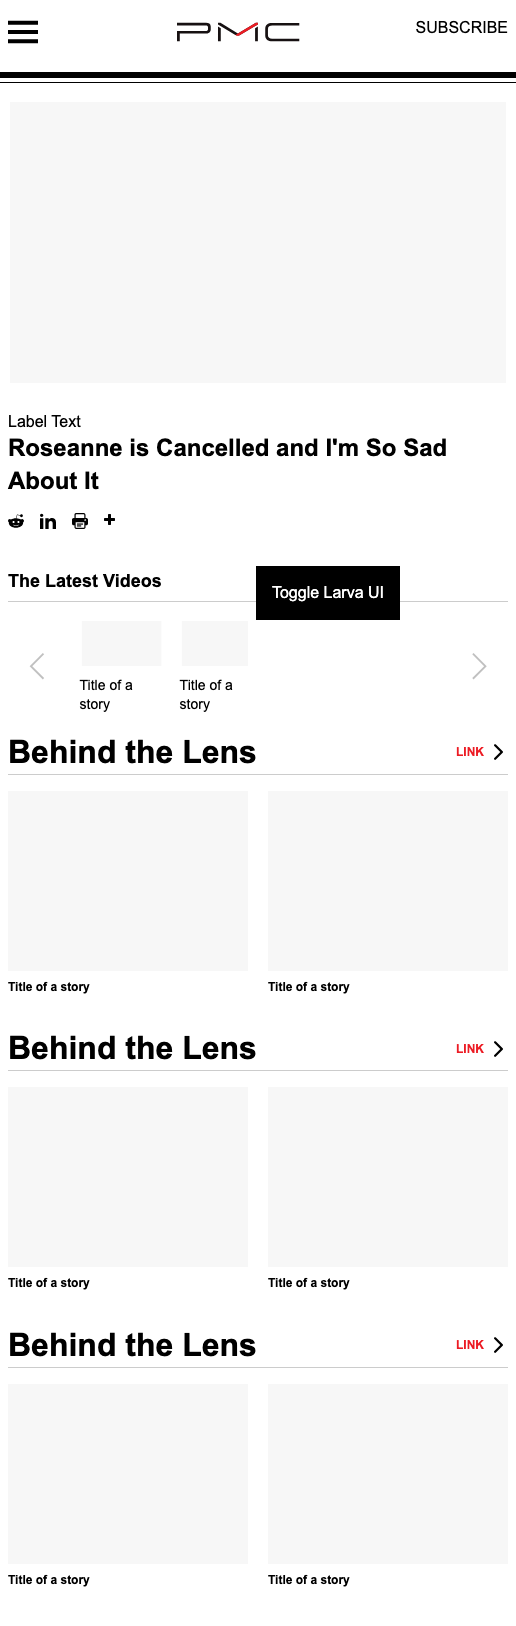 PMC
SUBSCRIBE
Label Text
Roseanne is Cancelled and I'm So Sad
About It
The Latest Videos
Toggle Larva UI
Title of a
story
Title of a
story
Behind the Lens
LINK
Title of a story
Title of a story
Behind the Lens
LINK
Title of a story
Title of a story
Behind the Lens
LINK
Title of a story
Title of a story